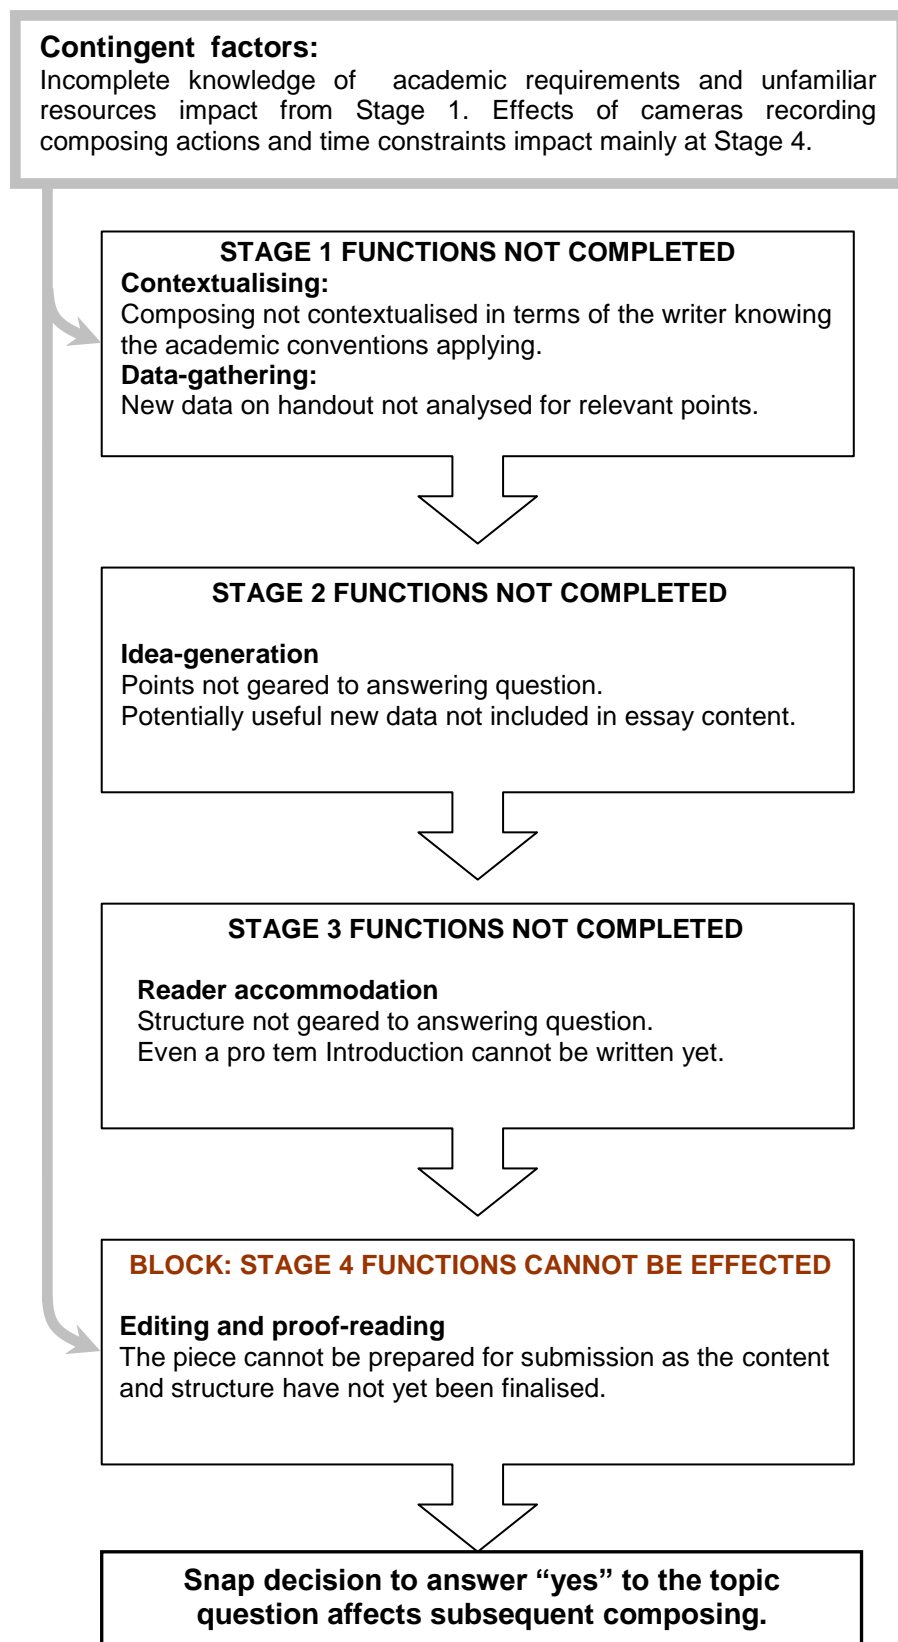 Contingent factors:
Incomplete knowledge of academic requirements and unfamiliar
resources impact from Stage 1. Effects of cameras recording
composing actions and time constraints impact mainly at Stage 4.
STAGE 1 FUNCTIONS NOT COMPLETED
Contextualising:
Composing not contextualised in terms of the writer knowing
the academic conventions applying.
Data-gathering:
New data on handout not analysed for relevant points.
STAGE 2 FUNCTIONS NOT COMPLETED
Idea-generation
Points not geared to answering question.
Potentially useful new data not included in essay content.
STAGE 3 FUNCTIONS NOT COMPLETED
Reader accommodation
Structure not geared to answering question.
Even a pro tem Introduction cannot be written yet.
BLOCK: STAGE 4 FUNCTIONS CANNOT BE EFFECTED
Editing and proof-reading
The piece cannot be prepared for submission as the content
and structure have not yet been finalised.
Snap decision to answer “yes” to the topic
question affects subsequent composing.